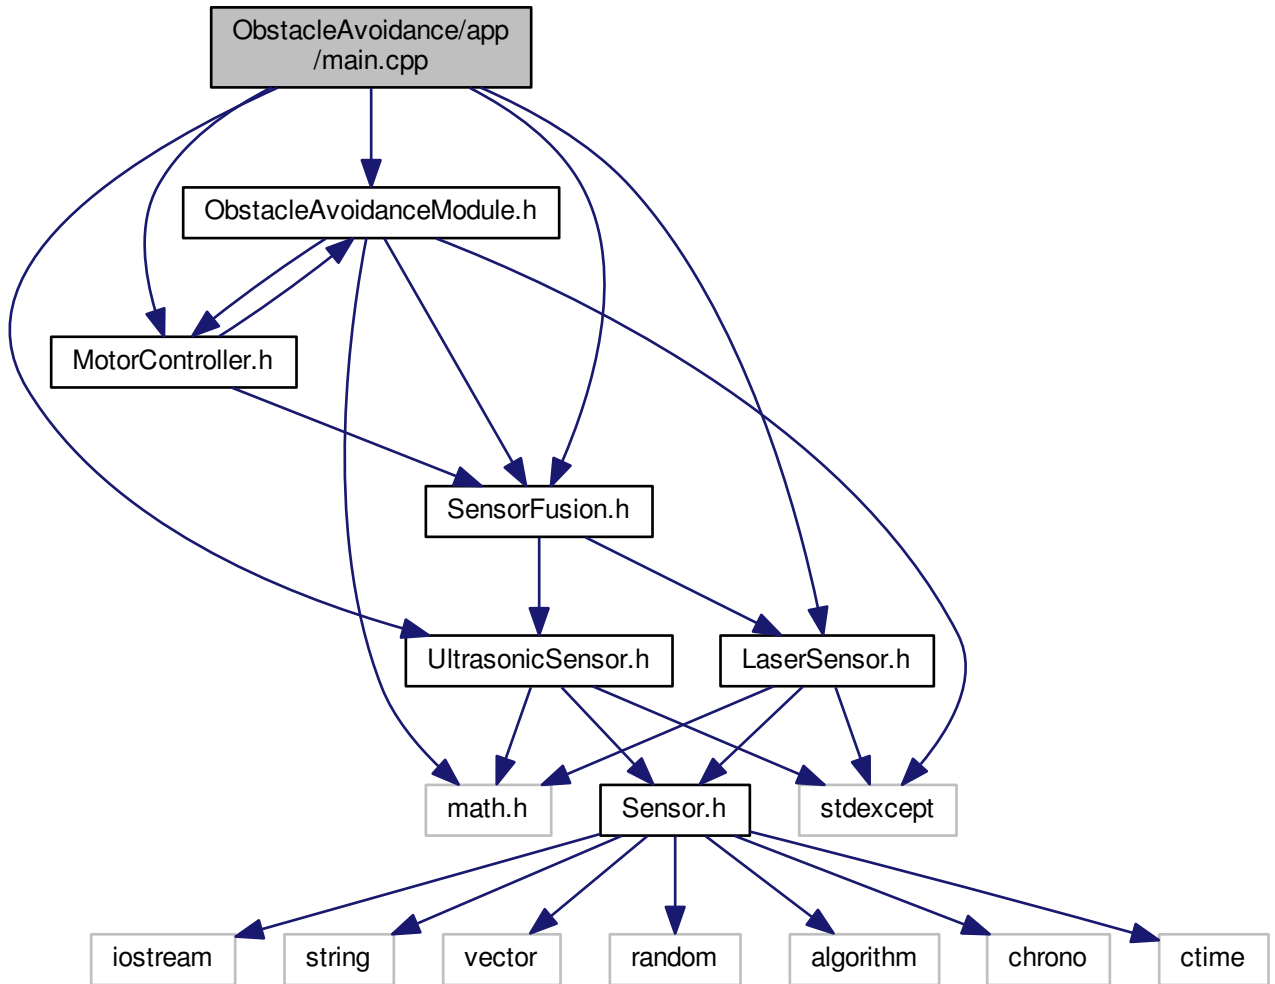 ObstacleAvoidance/app
/main.cpp
ObstacleAvoidanceModule.h
MotorController.h
SensorFusion.h
UltrasonicSensor.h
LaserSensor.h
math.h
Sensor.h
stdexcept
iostream
string
vector
random
algorithm
chrono
ctime